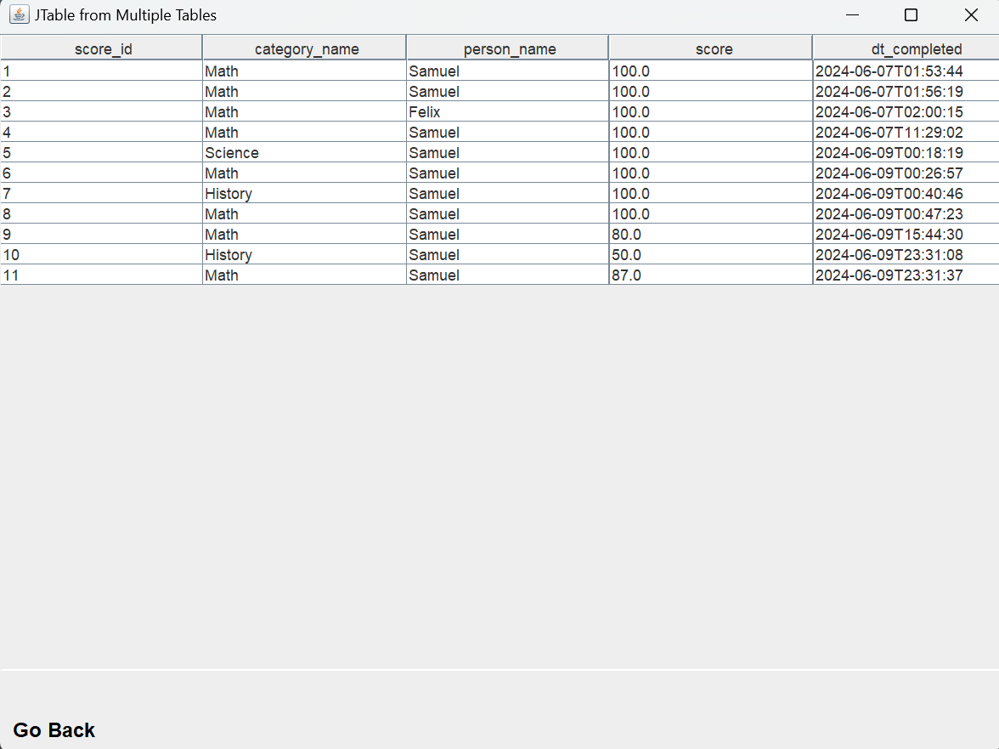 JTable from Multiple Tables
score_id category_name person_name score dt_completed
1 Math Samuel 100.0 2024-06-07T01:53:44
2 Math Samuel 100.0 2024-06-07T01:56:19
3 Math Felix 100.0 2024-06-07T02:00:15
4 Math Samuel 100.0 2024-06-07T11:29:02
5 Science Samuel 100.0 2024-06-09T00:18:19
6 Math Samuel 100.0 2024-06-09T00:26:57
7 History Samuel 100.0 2024-06-09T00:40:46
8 Math Samuel 100.0 2024-06-09T00:47:23
9 Math Samuel 80.0 2024-06-09T15:44:30
10 History Samuel 50.0 2024-06-09T23:31:08
11 Math Samuel 87.0 2024-06-09T23:31:37
Go Back